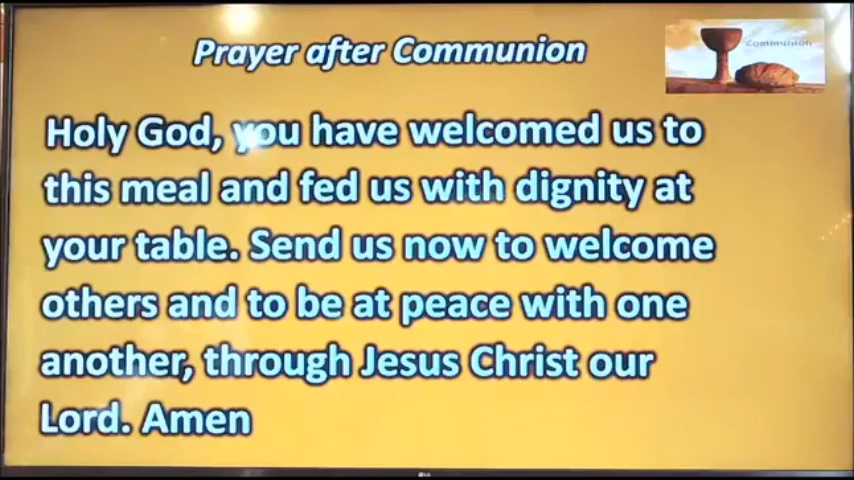 Prayer after Communion
Communion
Holy God, you have welcomed us to
this meal and fed us with dignity at
your table. Send us now to welcome
others and to be at peace with one
another, through Jesus Christ our
Lord. Amen
LG